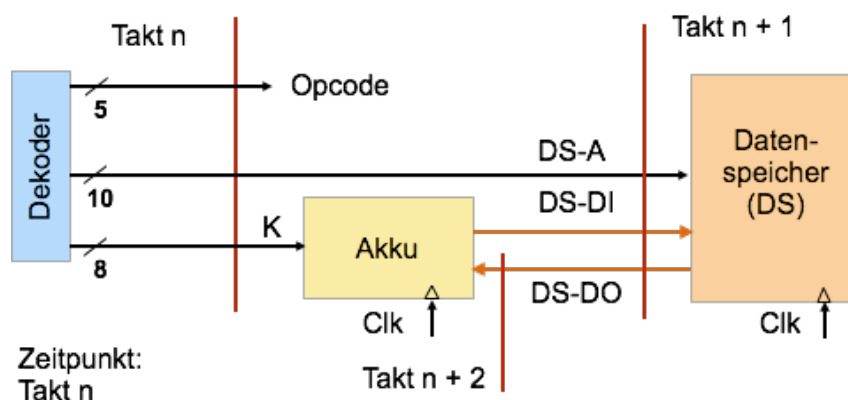 Takt n
Takt n + 1
Dekoder
5
Opcode
10
DS-A
Daten-
speicher
(DS)
8
K
Akku
DS-DI
DS-DO
Clk
Clk
Zeitpunkt:
Takt n
Takt n + 2